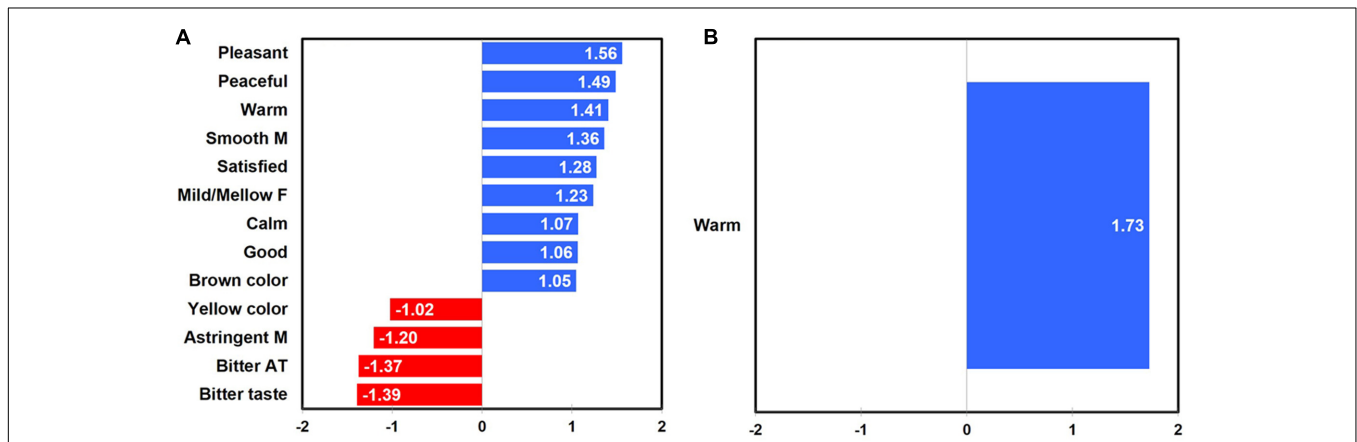 A
Pleasant 1.56
Peaceful 1.49
Warm 1.41
Smooth M 1.36
Satisfied 1.28
Mild/Mellow F 1.23
Calm 1.07
Good 1.06
Brown color 1.05
Yellow color -1.02
Astringent M -1.20
Bitter AT -1.37
Bitter taste -1.39
-2 -1 0 1 2
B
Warm 1.73
-2 -1 0 1 2